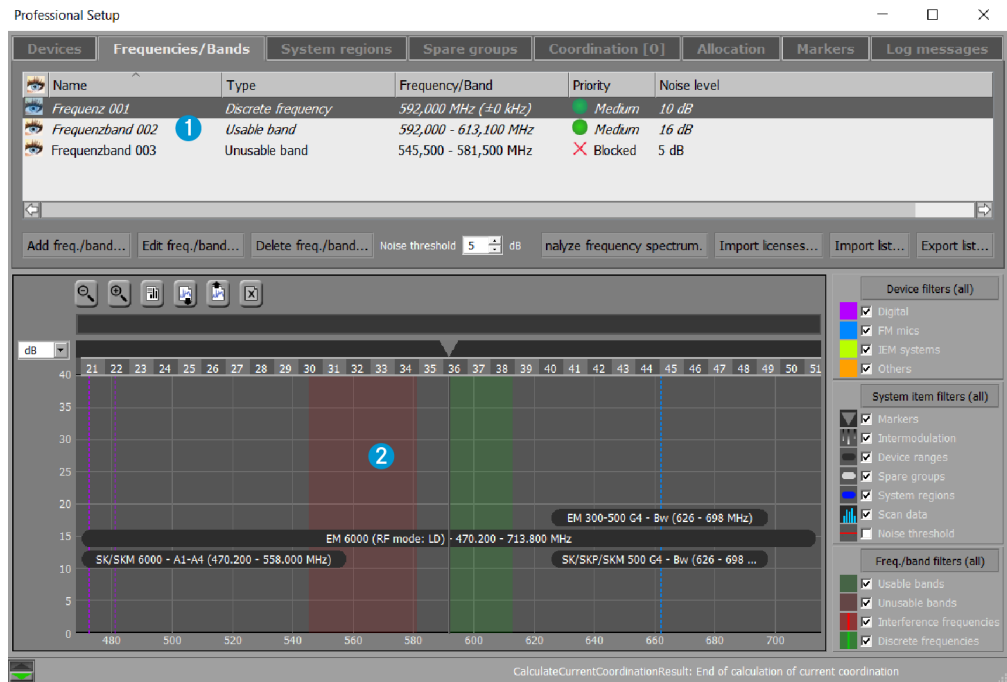 Professional Setup
Devices Frequencies/Bands System regions Spare groups Coordination [0] Allocation Markers Log messages
Name Type Frequency/Band Priority Noise level
Frequenz 001 Discrete frequency 592,000 MHz (±0 kHz) Medium 10 dB
Frequenzband 002 Usable band 592,000 - 613,100 MHz Medium 16 dB
1
Frequenzband 003 Unusable band 545,500 - 581,500 MHz Blocked 5 dB
Add freq./band... Edit freq./band... Delete freq./band... Noise threshold 5 dB nalyze frequency spectrum. Import licenses... Import list... Export list...
Device filters (all)
Digital
FM mics
IEM systems
Others
dB
21 22 23 24 25 26 27 28 29 30 31 32 33 34 35 36 37 38 39 40 41 42 43 44 45 46 47 48 49 50 51
40
35
30
25
20
15
10
5
0
2
EM 300-500 G4 - Bw (626 - 698 MHz)
EM 6000 (RF mode: LD) - 470.200 - 713.800 MHz
SK/SKM 6000 - A1-A4 (470.200 - 558.000 MHz) SK/SKP/SKM 500 G4 - Bw (626 - 698 ...
480 500 520 540 560 580 600 620 640 660 680 700
System item filters (all)
Markers
Intermodulation
Device ranges
Spare groups
System regions
Scan data
Noise threshold
Freq./band filters (all)
Usable bands
Unusable bands
Interference frequencies
Discrete frequencies
CalculateCurrentCoordinationResult: End of calculation of current coordination